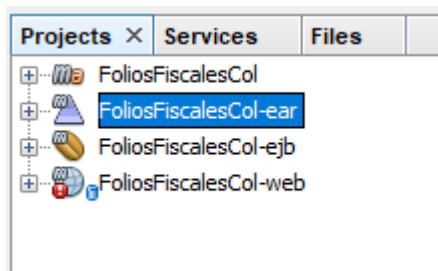 Projects Services Files
FoliosFiscalesCol
FoliosFiscalesCol-ear
FoliosFiscalesCol-ejb
FoliosFiscalesCol-web